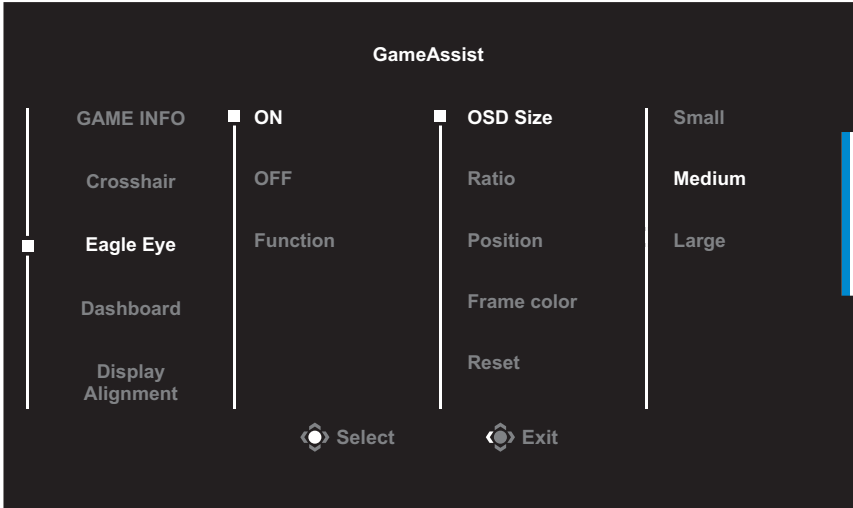 GameAssist
GAME INFO
Crosshair
Eagle Eye
Dashboard
Display
Alignment
ON
OFF
Function
OSD Size
Ratio
Position
Frame color
Reset
Small
Medium
Large
Select
Exit